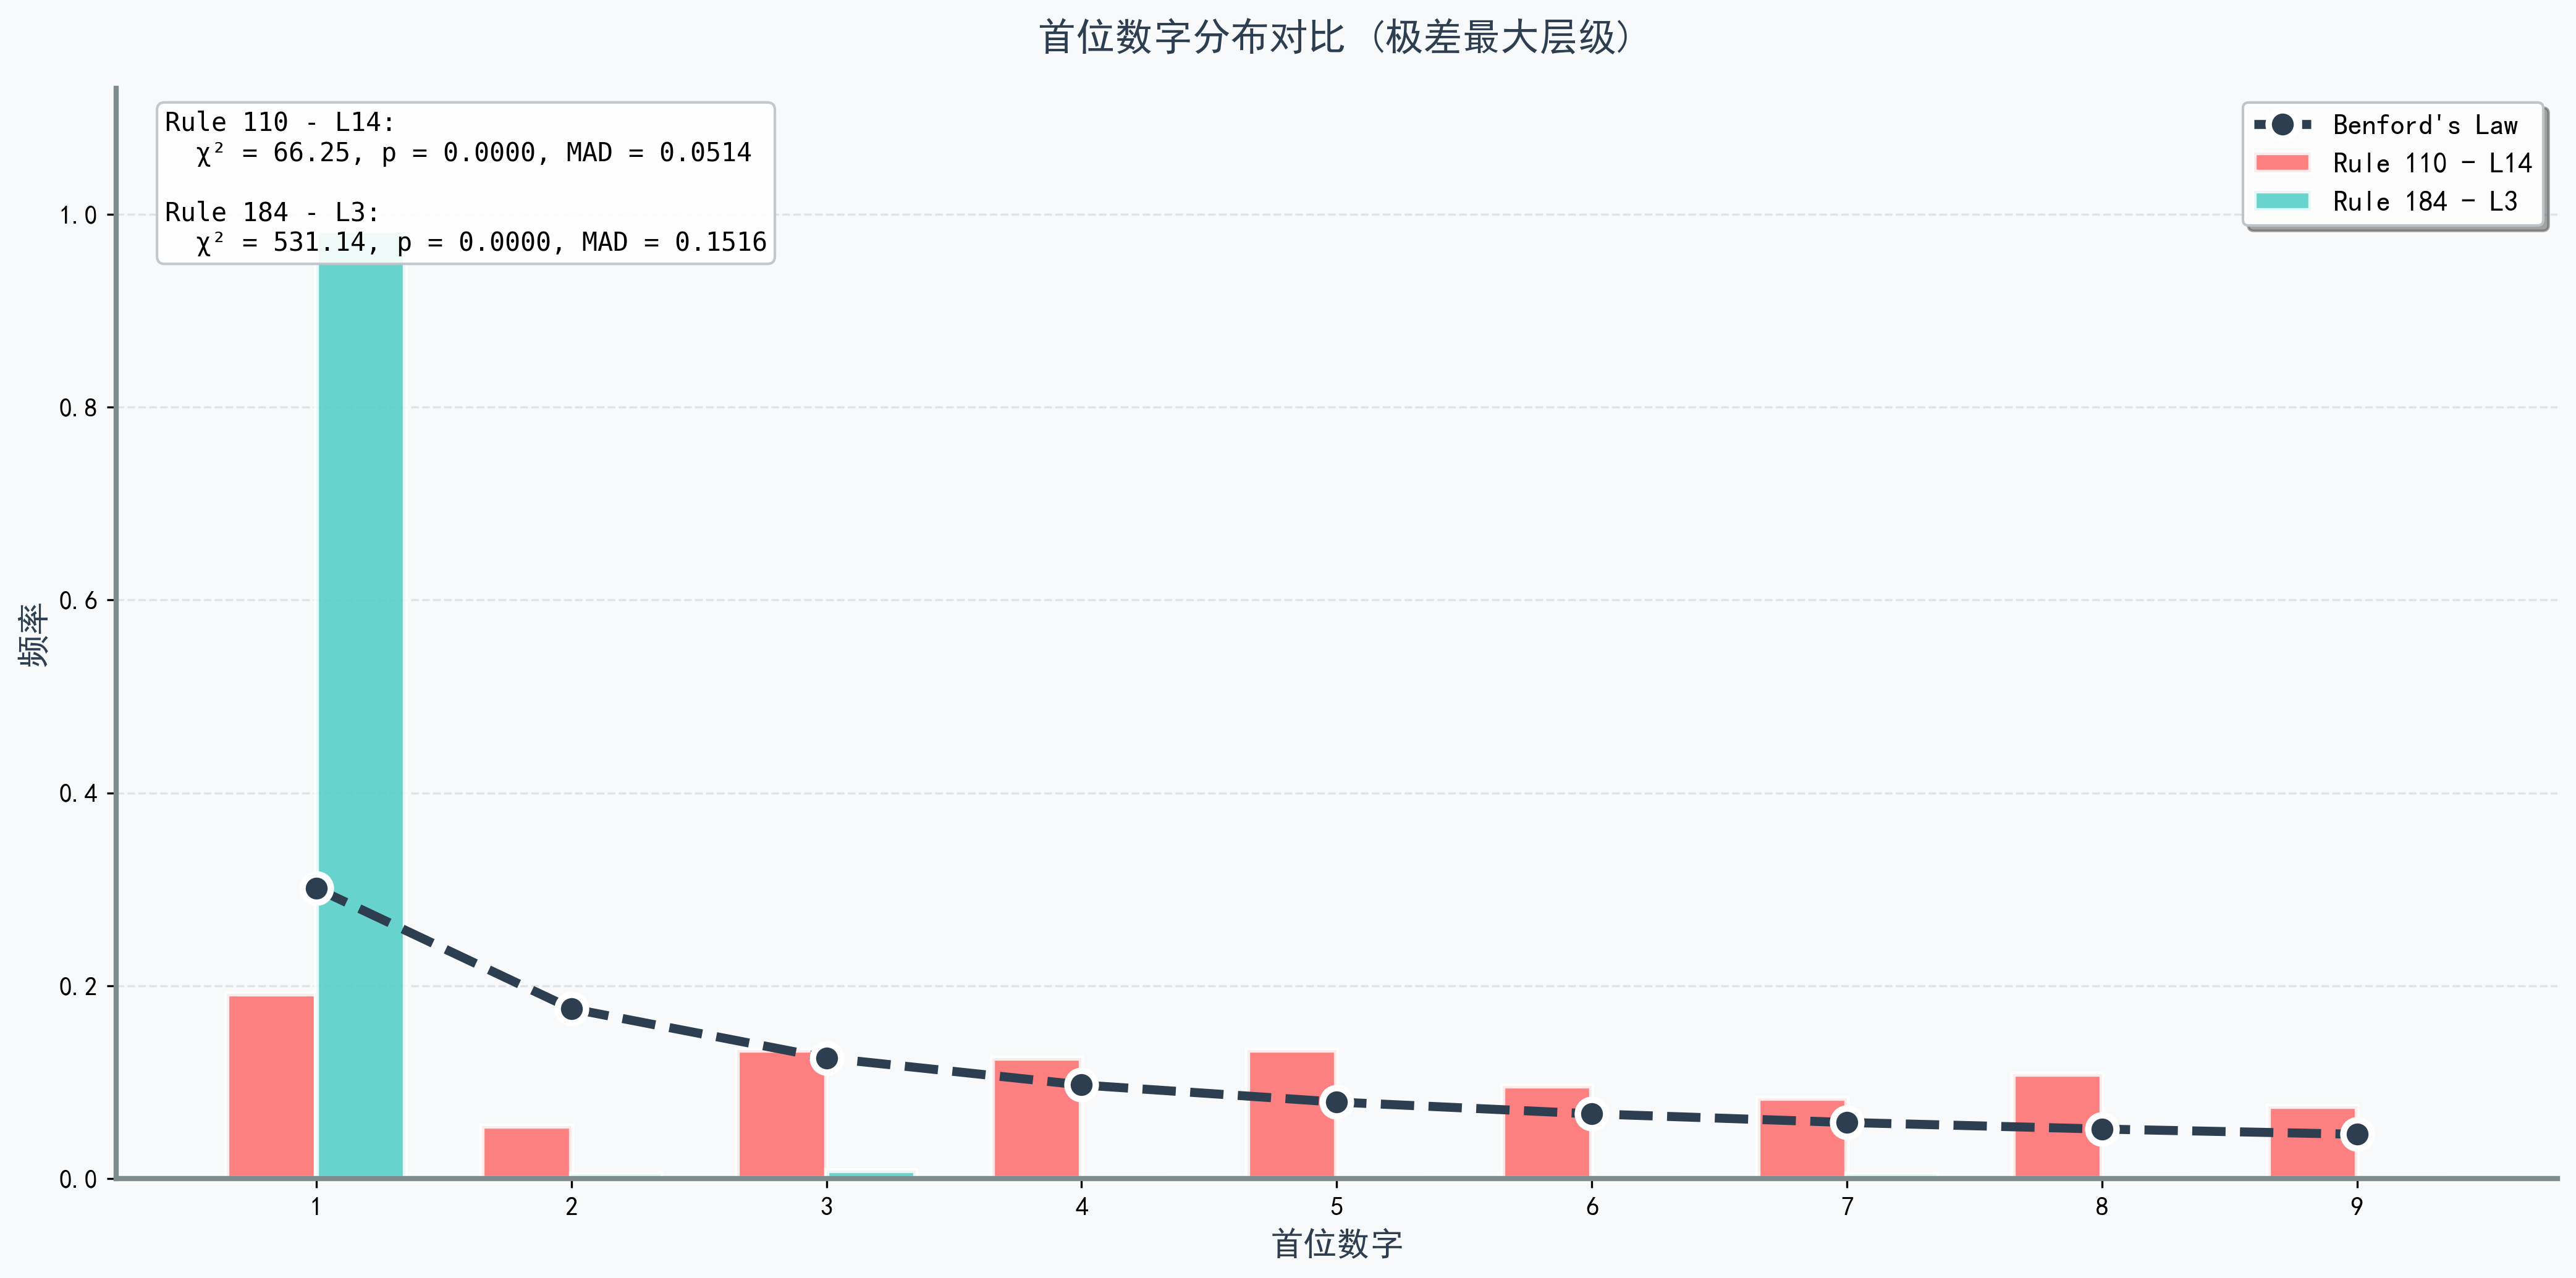 首位数字分布对比 (极差最大层级)
Rule 110 - L14:
χ² = 66.25, p = 0.0000, MAD = 0.0514
Rule 184 - L3:
χ² = 531.14, p = 0.0000, MAD = 0.1516
Benford's Law
Rule 110 - L14
Rule 184 - L3
频率
1.0
0.8
0.6
0.4
0.2
0.0
1 2 3 4 5 6 7 8 9
首位数字